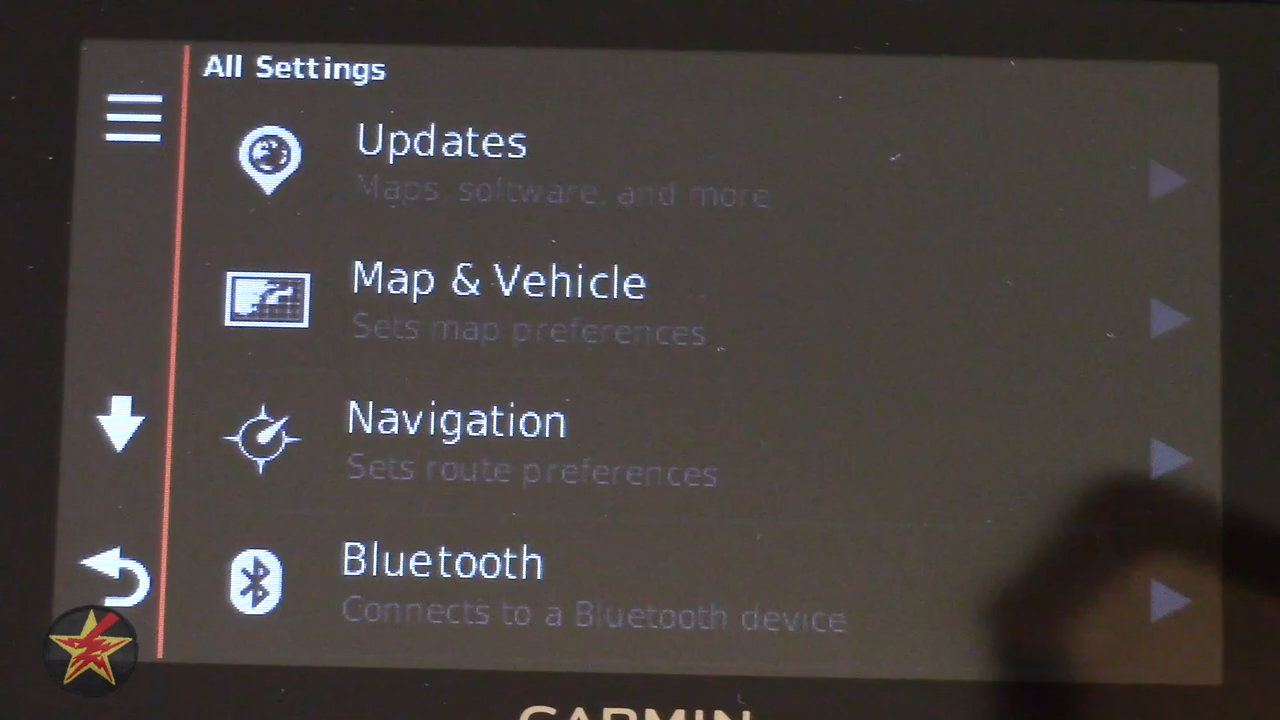 All Settings
Updates
Maps, software, and more
Map & Vehicle
Sets map preferences
Navigation
Sets route preferences
Bluetooth
Connects to a Bluetooth device
GARMIN